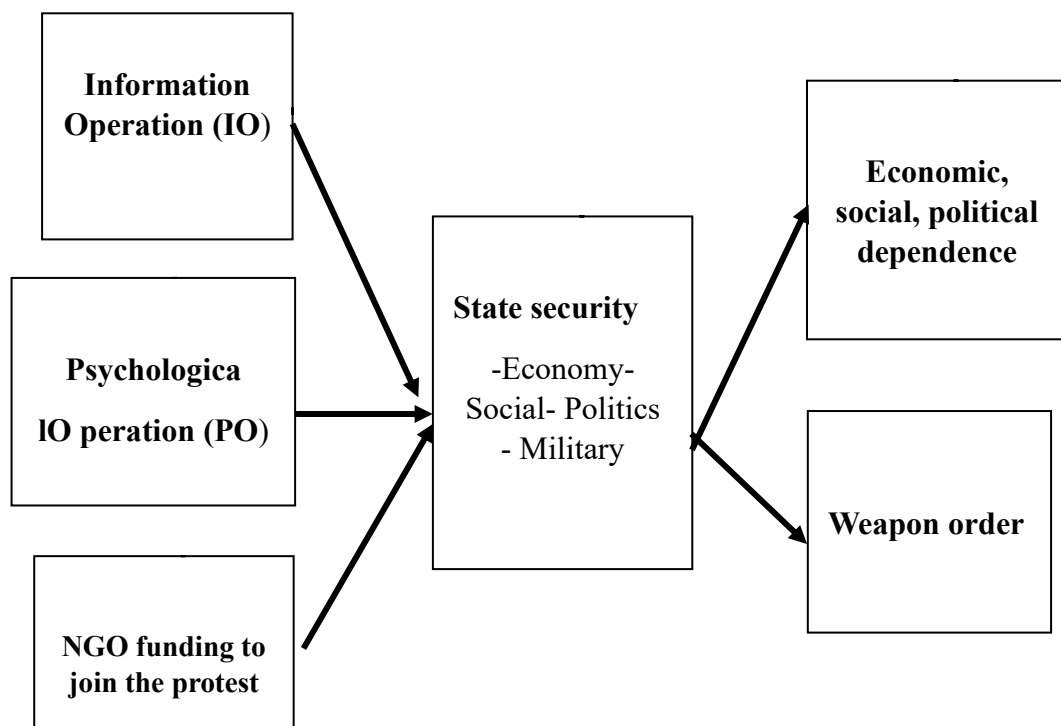 Information
Operation (IO)
Psychologica
lO peration (PO)
NGO funding to
join the protest
State security
-Economy-
Social- Politics
- Military
Economic,
social, political
dependence
Weapon order